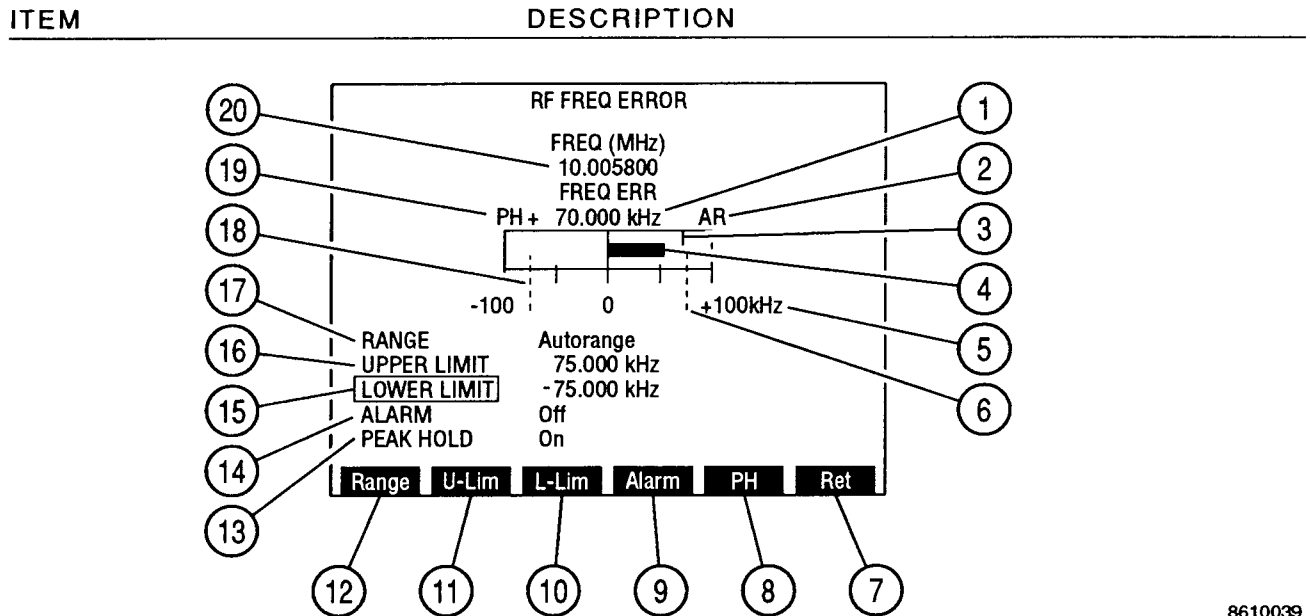 ITEM DESCRIPTION
RF FREQ ERROR
FREQ (MHz)
10.005800
FREQ ERR
PH + 70.000 kHz AR
-100 0 +100kHz
RANGE Autorange
UPPER LIMIT 75.000 kHz
LOWER LIMIT -75.000 kHz
ALARM Off
PEAK HOLD On
Range U-Lim L-Lim Alarm PH Ret
20
19
18
17
16
15
14
13
1
2
3
4
5
6
12 11 10 9 8 7
8610039